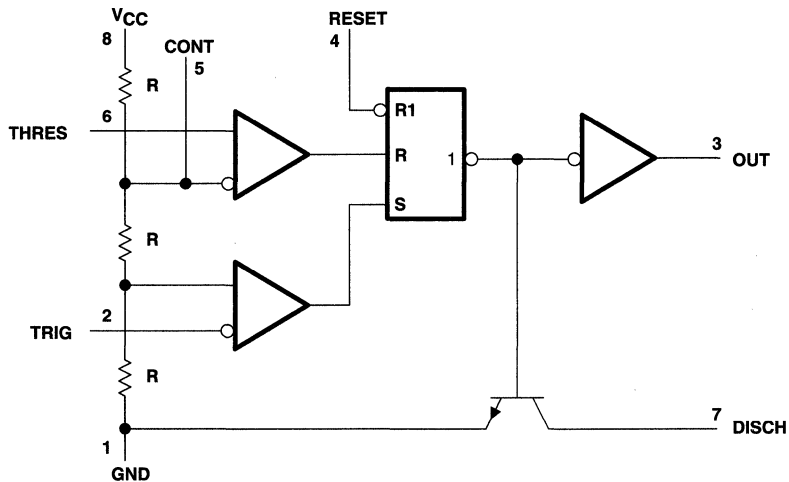 VCC
8
RESET
4
CONT
5
R
6
THRES
R1
R
1
S
3
OUT
R
2
TRIG
R
7
DISCH
1
GND